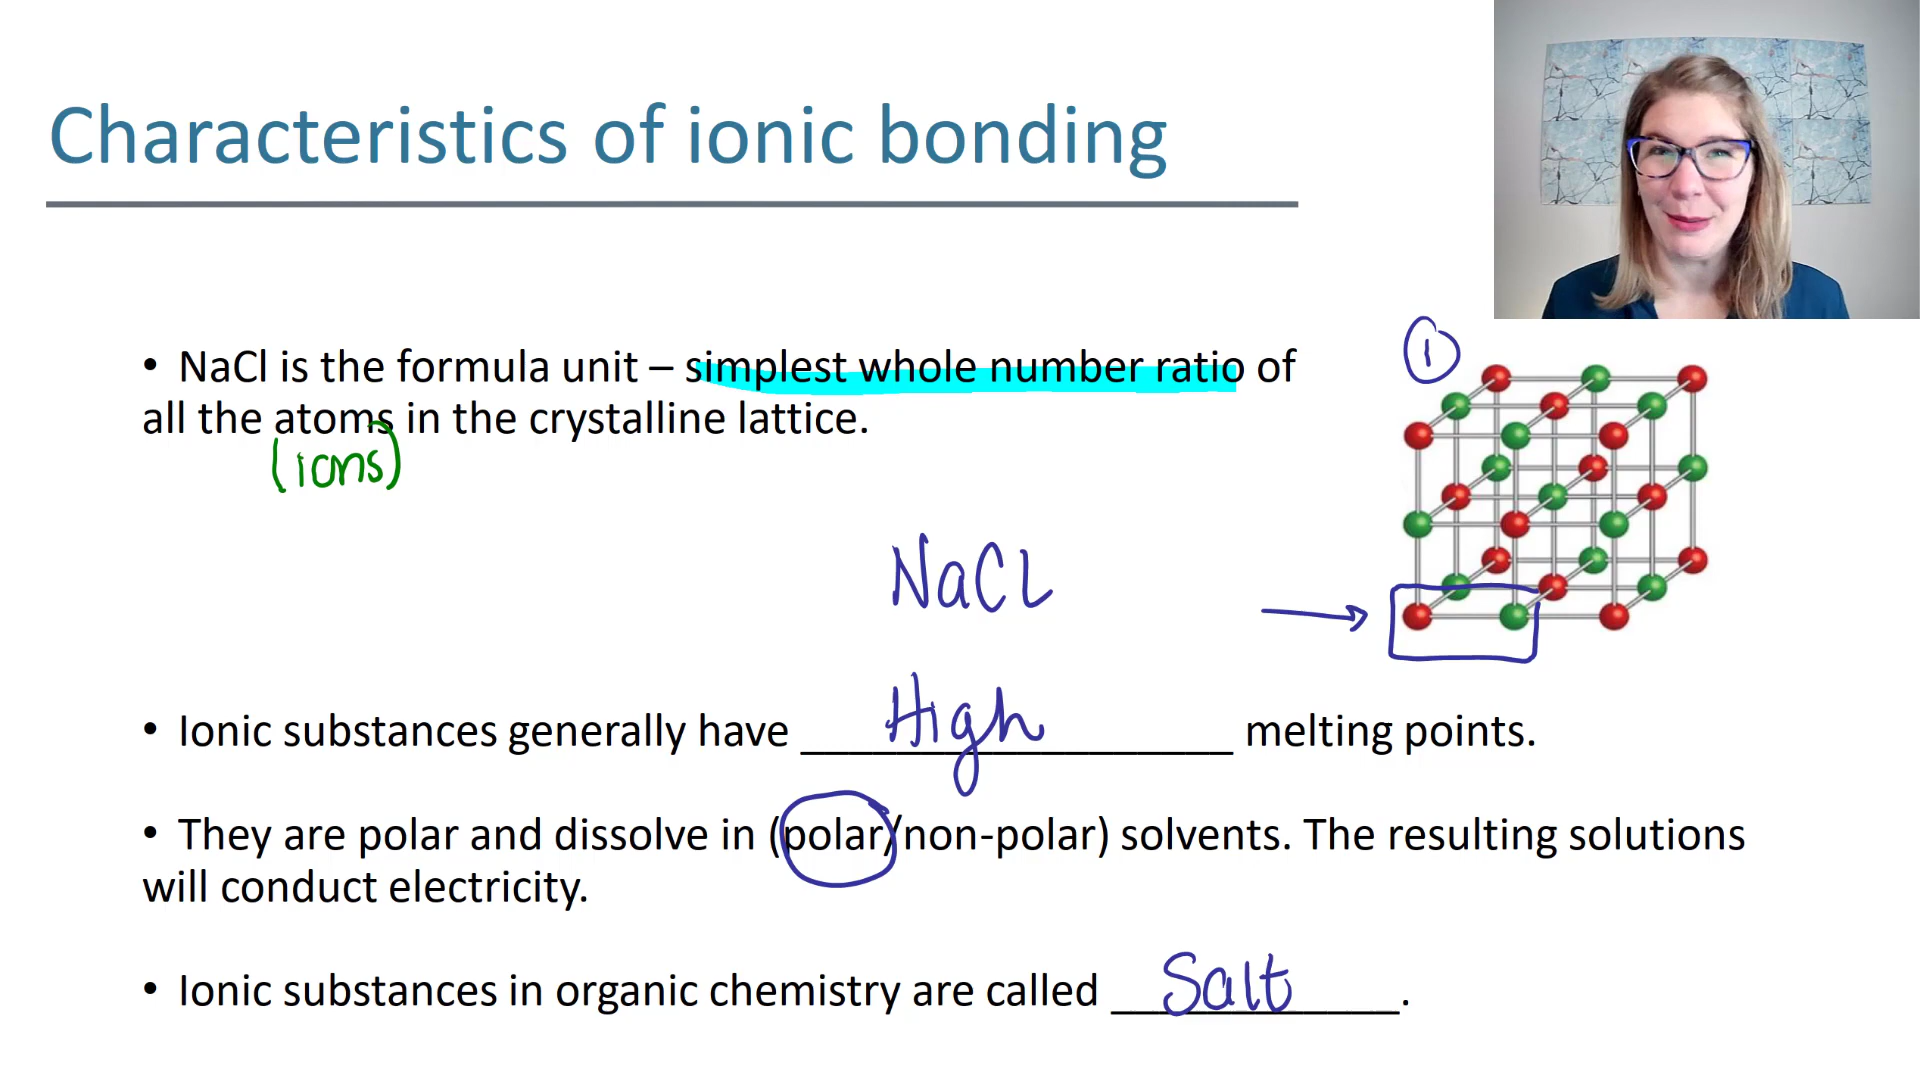 Characteristics of ionic bonding
• NaCl is the formula unit – simplest whole number ratio of
all the atoms in the crystalline lattice.
(ions)
1
NaCl
• Ionic substances generally have High melting points.
• They are polar and dissolve in (polar/non-polar) solvents. The resulting solutions
will conduct electricity.
• Ionic substances in organic chemistry are called Salt.